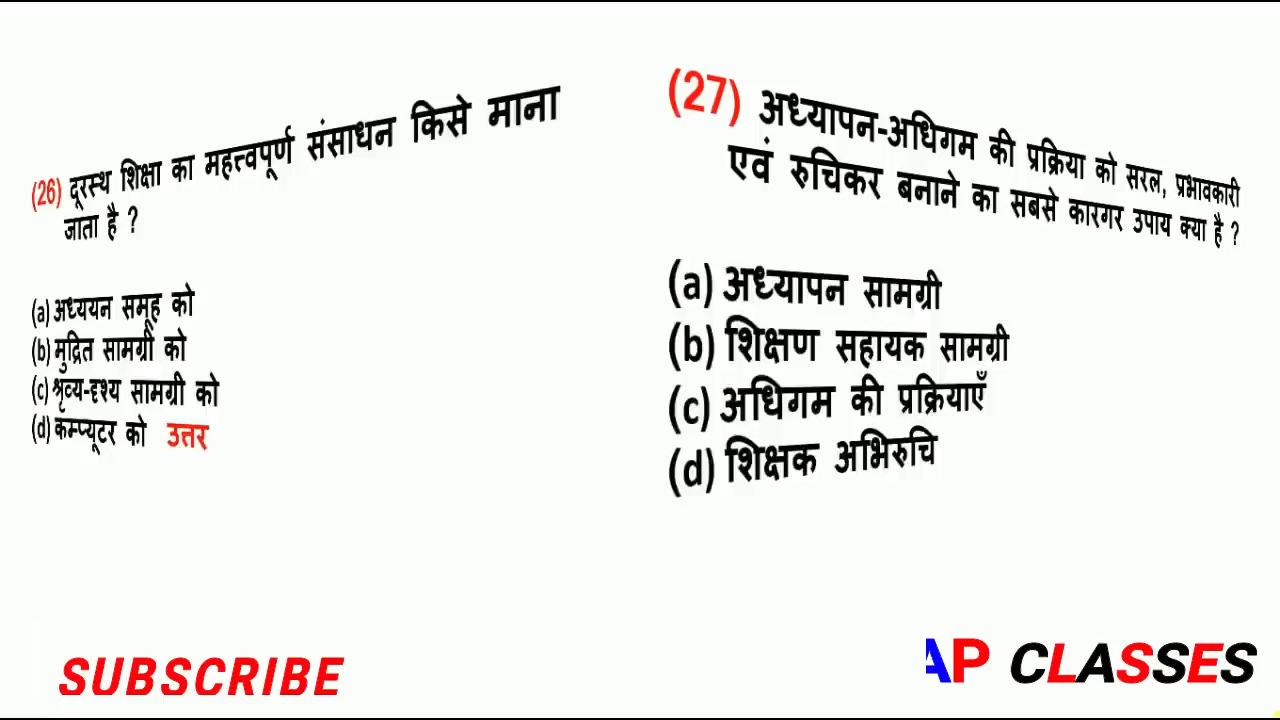 (26) दूरस्थ शिक्षा का महत्त्वपूर्ण संसाधन किसे माना
जाता है ?
(a) अध्ययन समूह को
(b) मुद्रित सामग्री को
(c) श्रृव्य-दृश्य सामग्री को
(d) कम्प्यूटर को उत्तर
(27) अध्यापन-अधिगम की प्रक्रिया को सरल, प्रभावकारी
एवं रुचिकर बनाने का सबसे कारगर उपाय क्या है ?
(a) अध्यापन सामग्री
(b) शिक्षण सहायक सामग्री
(c) अधिगम की प्रक्रियाएँ
(d) शिक्षक अभिरुचि
SUBSCRIBE
AP CLASSES